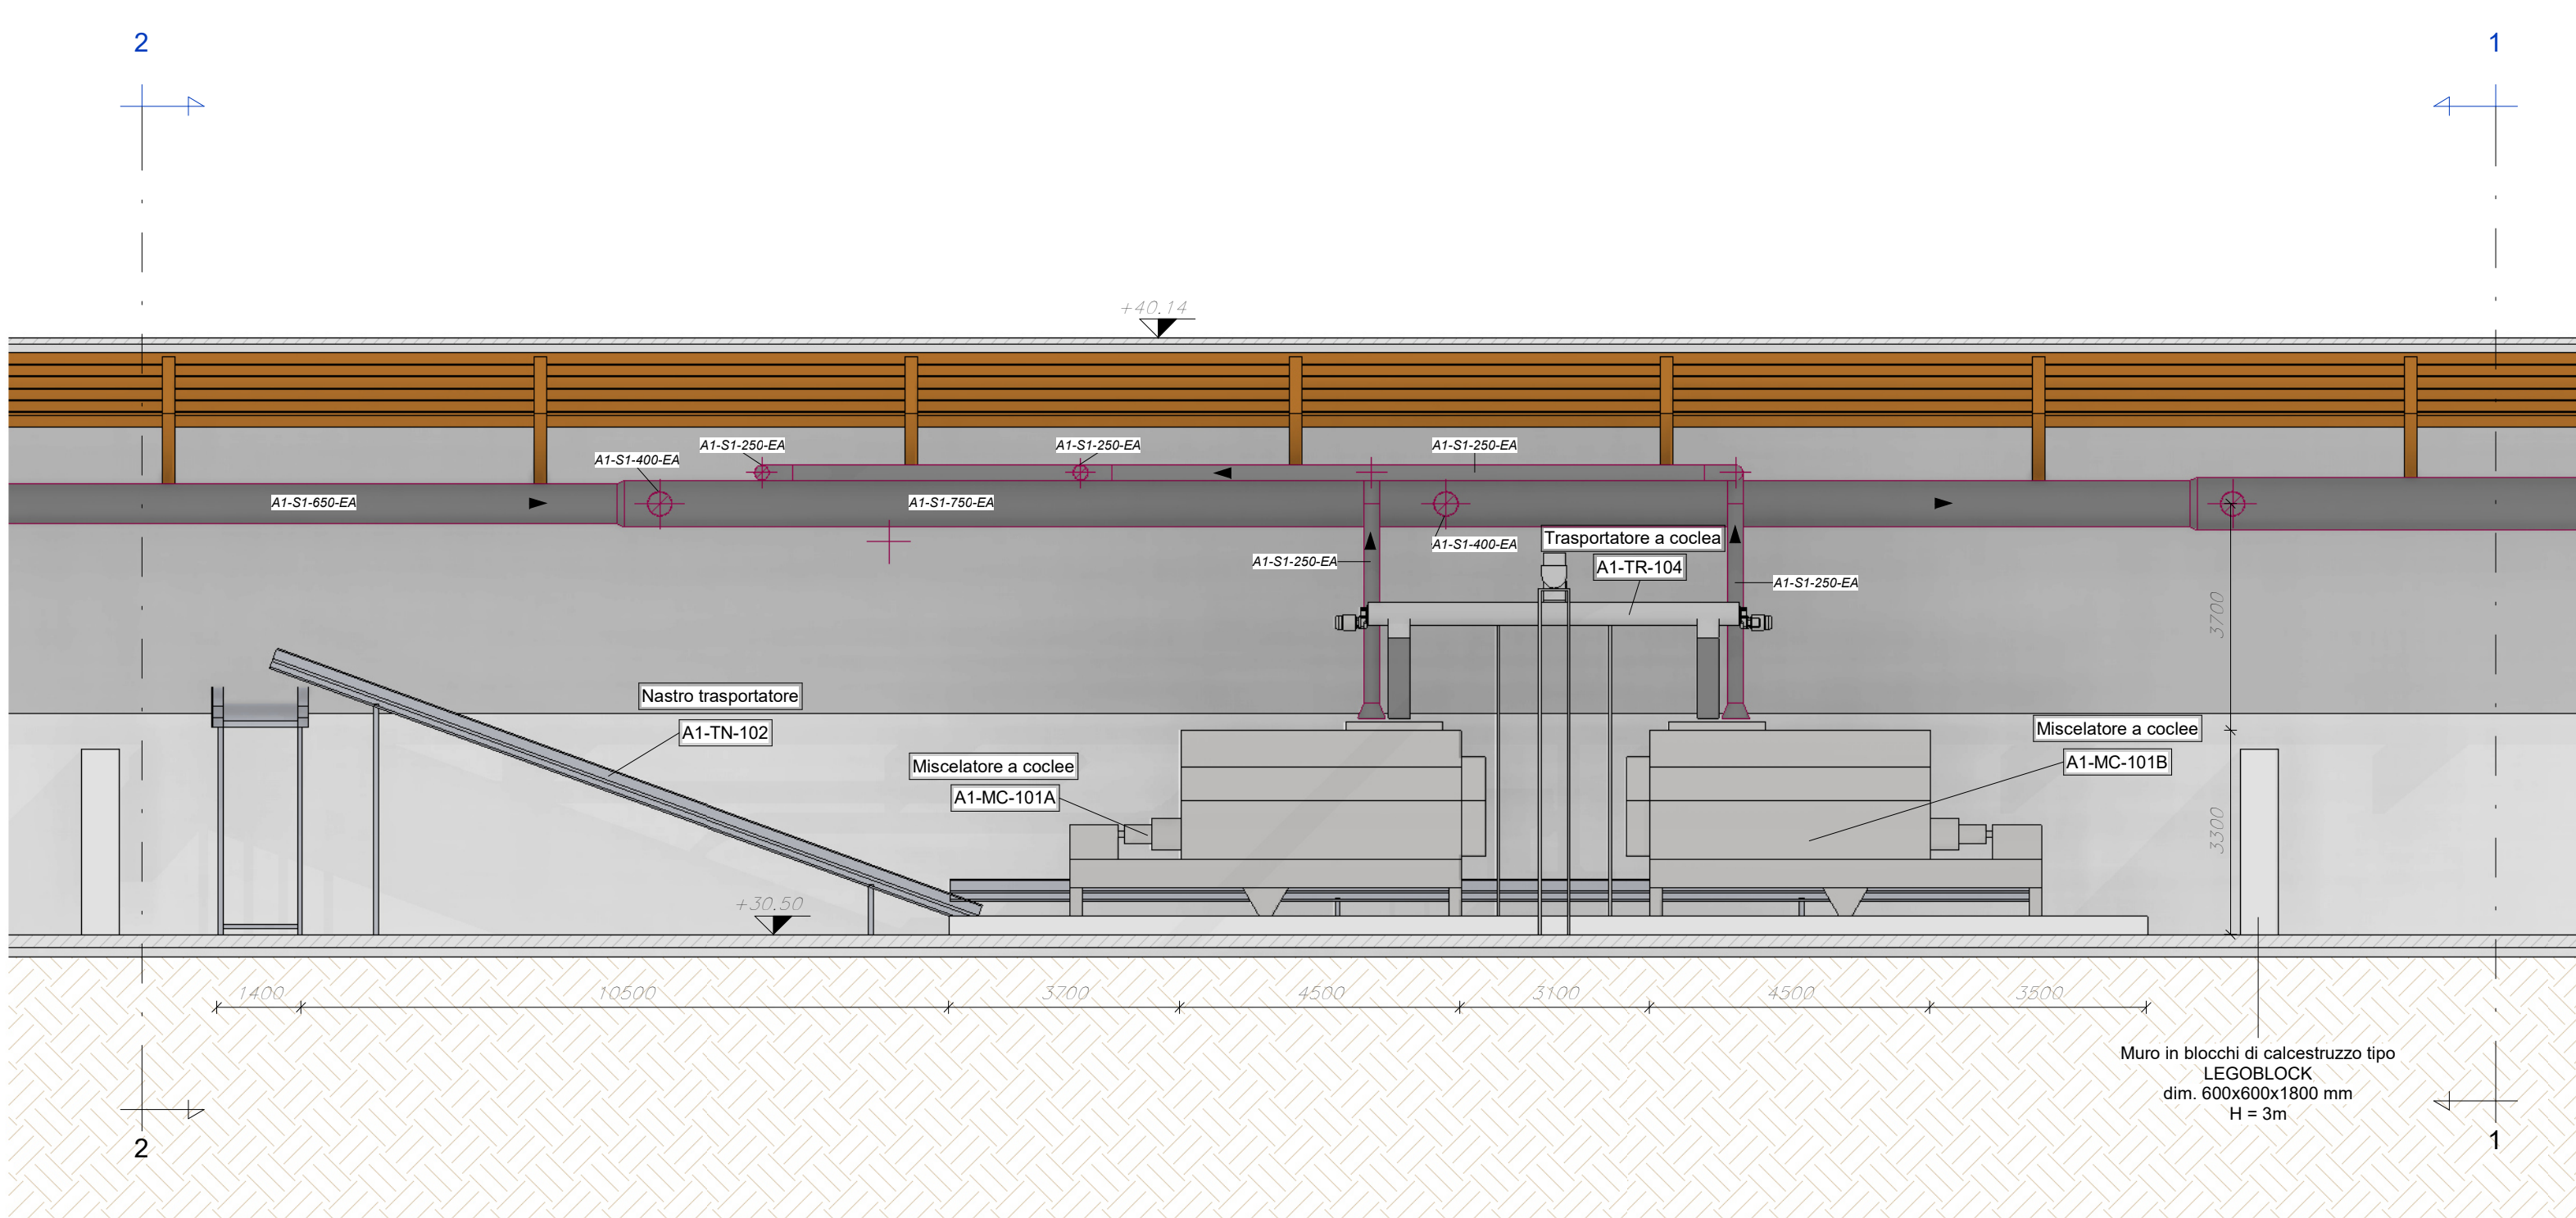 2
1
+40.14
A1-S1-250-EA
A1-S1-250-EA
A1-S1-250-EA
A1-S1-400-EA
A1-S1-650-EA
A1-S1-750-EA
A1-S1-400-EA
Trasportatore a coclea
A1-TR-104
A1-S1-250-EA
A1-S1-250-EA
3700
Nastro trasportatore
A1-TN-102
Miscelatore a coclee
A1-MC-101A
Miscelatore a coclee
A1-MC-101B
3300
+30.50
1400
10500
3700
4500
3100
4500
3500
Muro in blocchi di calcestruzzo tipo
LEGOBLOCK
dim. 600x600x1800 mm
H = 3m
2
1